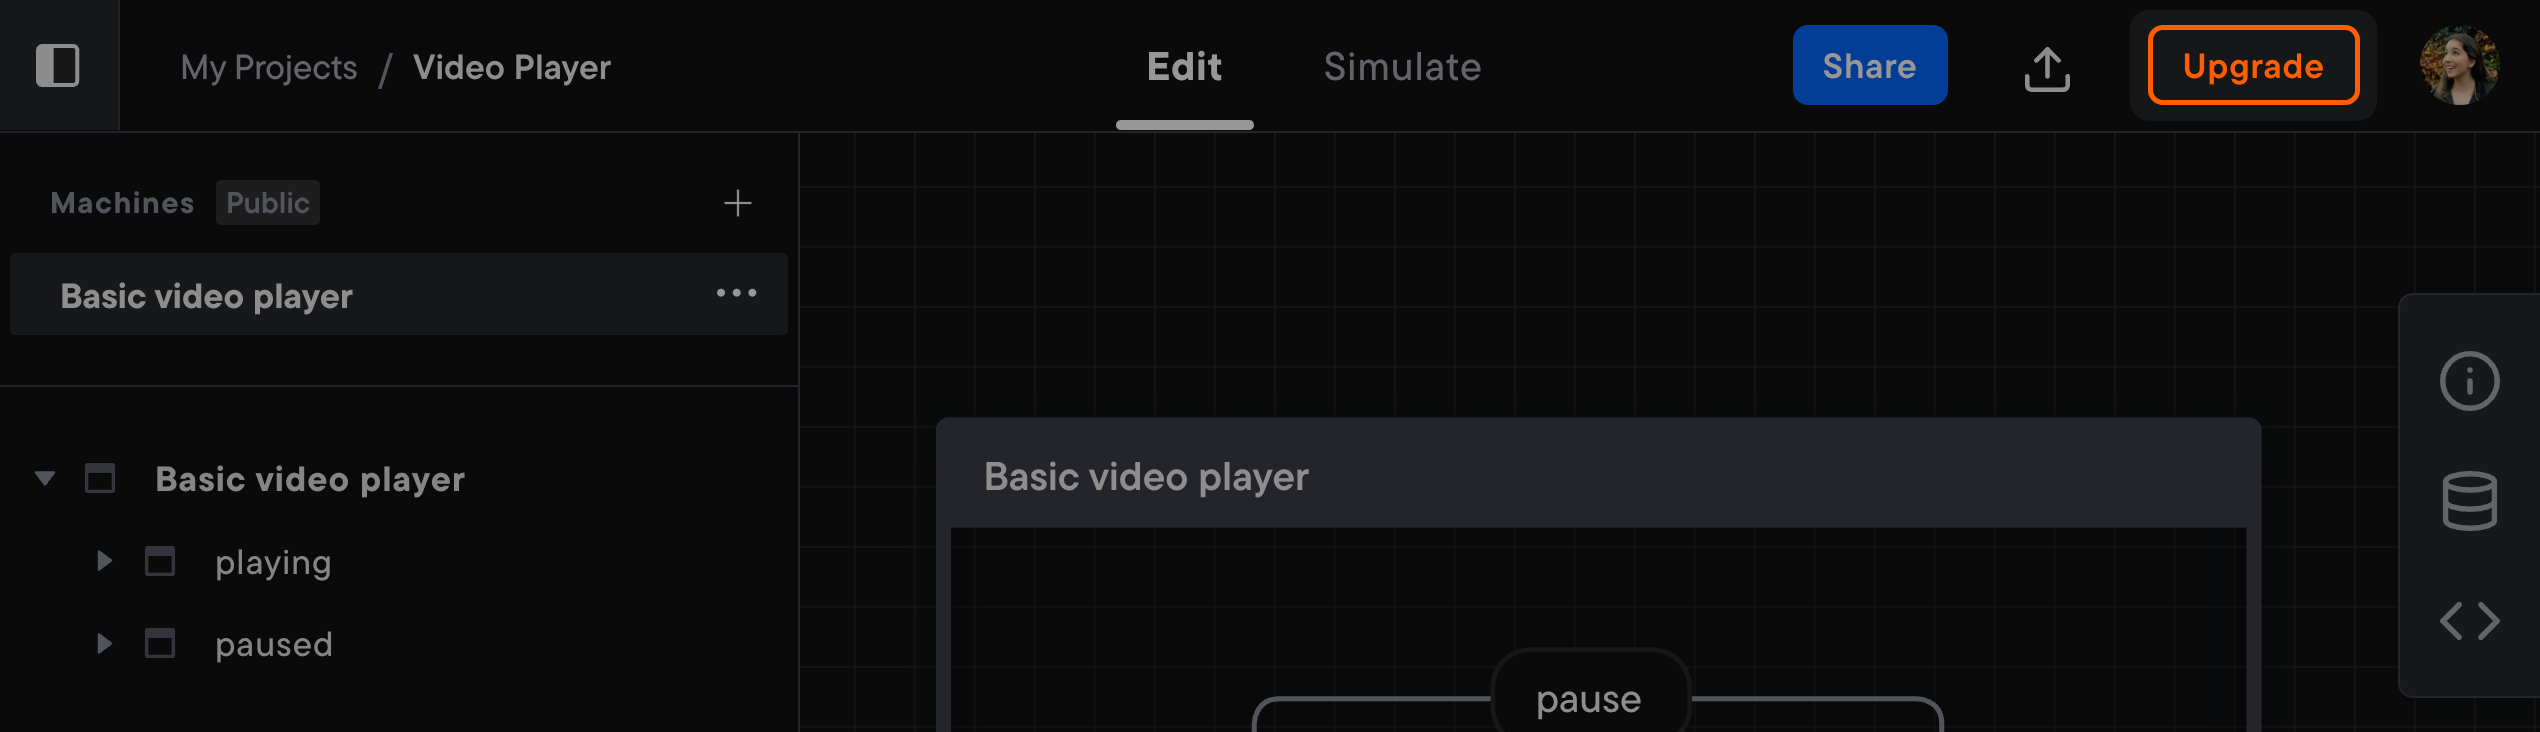 My Projects / Video Player
Edit
Simulate
Share
Upgrade
Machines
Public
Basic video player
Basic video player
playing
paused
Basic video player
pause